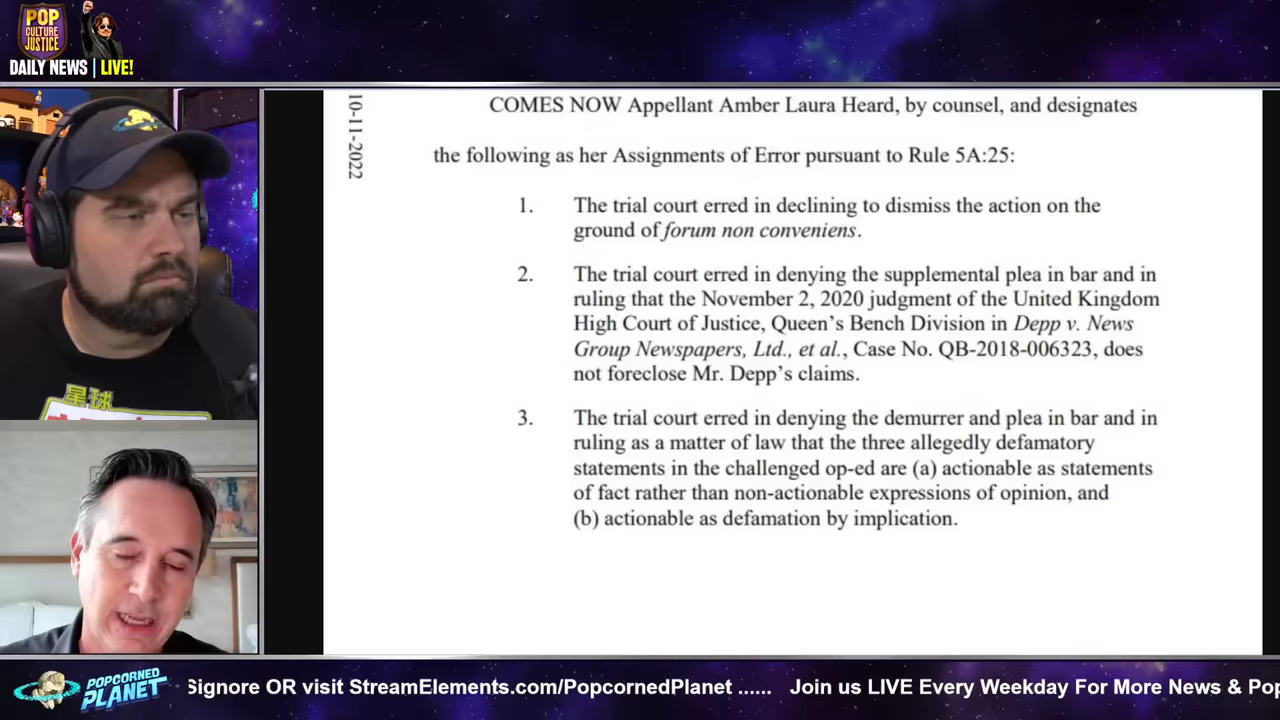 POP
CULTURE
JUSTICE
DAILY NEWS | LIVE!
10-11-2022
COMES NOW Appellant Amber Laura Heard, by counsel, and designates
the following as her Assignments of Error pursuant to Rule 5A:25:
1. The trial court erred in declining to dismiss the action on the
ground of forum non conveniens.
2. The trial court erred in denying the supplemental plea in bar and in
ruling that the November 2, 2020 judgment of the United Kingdom
High Court of Justice, Queen's Bench Division in Depp v. News
Group Newspapers, Ltd., et al., Case No. QB-2018-006323, does
not foreclose Mr. Depp's claims.
3. The trial court erred in denying the demurrer and plea in bar and in
ruling as a matter of law that the three allegedly defamatory
statements in the challenged op-ed are (a) actionable as statements
of fact rather than non-actionable expressions of opinion, and
(b) actionable as defamation by implication.
星球
POPCORNED
PLANET
Signore OR visit StreamElements.com/PopcornedPlanet ...... Join us LIVE Every Weekday For More News & Pop